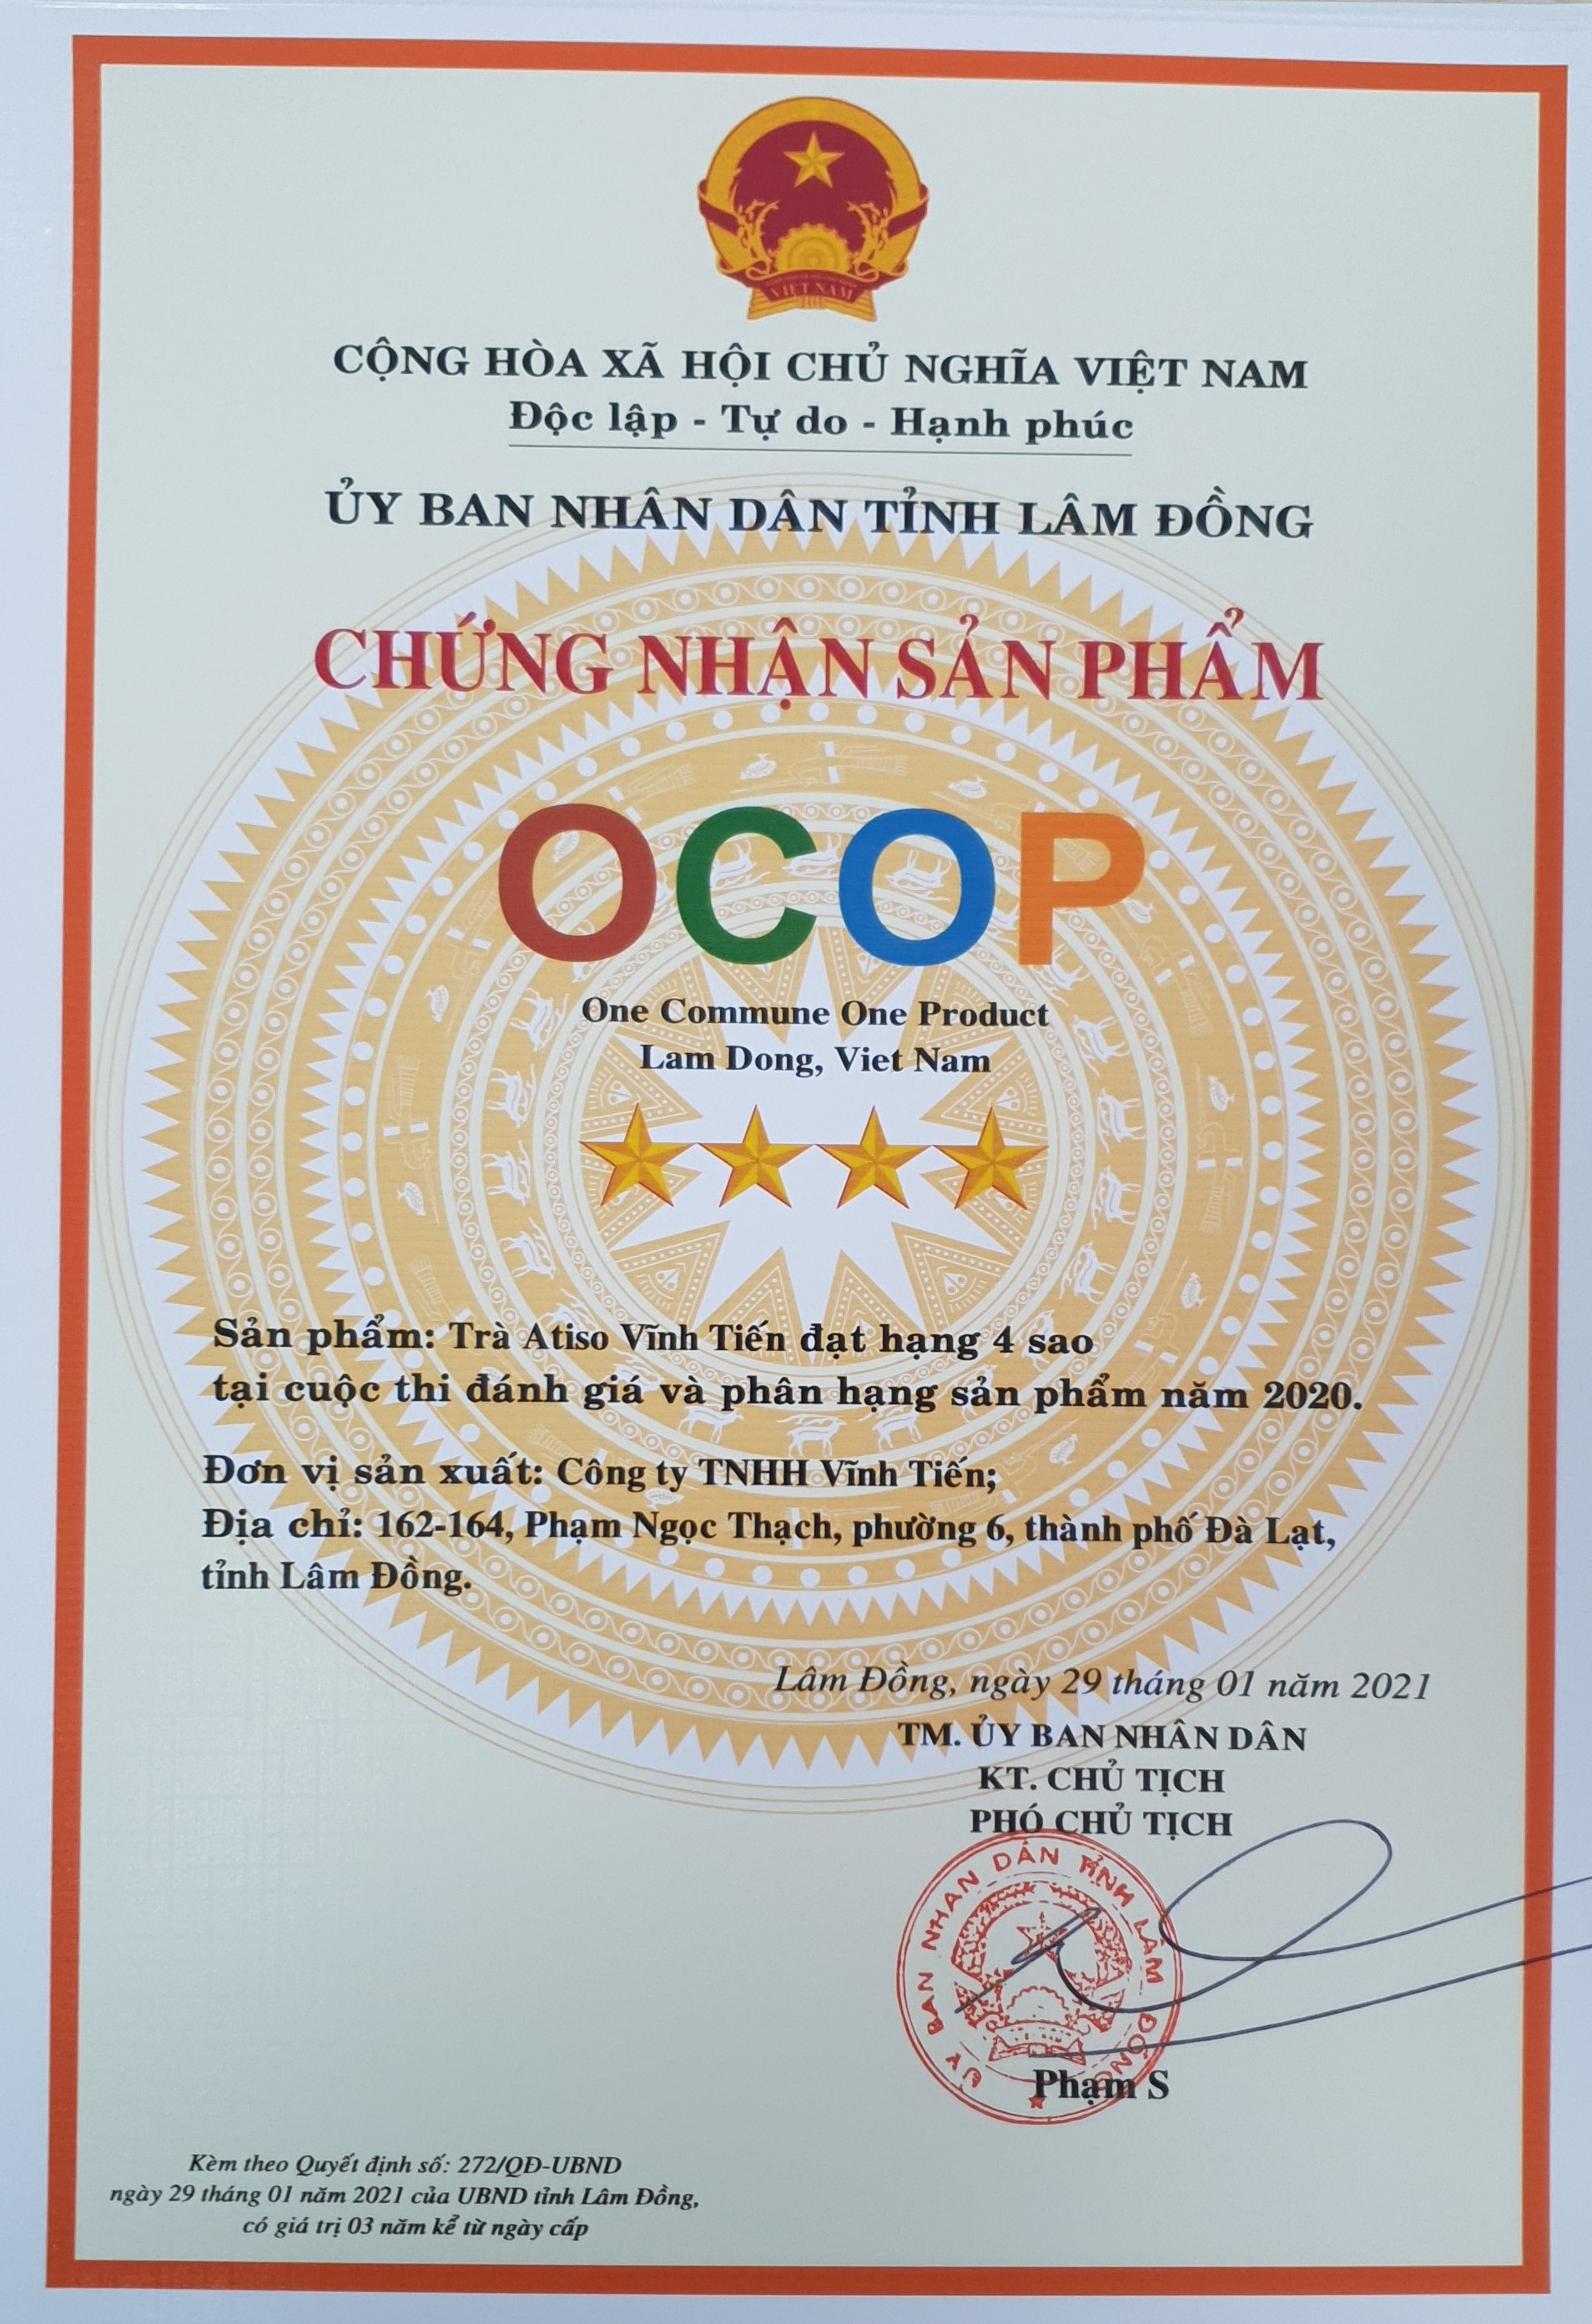 VIỆT NAM
CỘNG HÒA XÃ HỘI CHỦ NGHĨA VIỆT NAM
Độc lập - Tự do - Hạnh phúc
ỦY BAN NHÂN DÂN TỈNH LÂM ĐỒNG
CHỨNG NHẬN SẢN PHẨM
OCOP
One Commune One Product
Lam Dong, Viet Nam
Sản phẩm: Trà Atiso Vĩnh Tiến đạt hạng 4 sao
tại cuộc thi đánh giá và phân hạng sản phẩm năm 2020.
Đơn vị sản xuất: Công ty TNHH Vĩnh Tiến;
Địa chỉ: 162-164, Phạm Ngọc Thạch, phường 6, thành phố Đà Lạt,
tỉnh Lâm Đồng.
Lâm Đồng, ngày 29 tháng 01 năm 2021
TM. ỦY BAN NHÂN DÂN
KT. CHỦ TỊCH
PHÓ CHỦ TỊCH
ỦY BAN NHÂN DÂN TỈNH LÂM ĐỒNG
Phạm S
Kèm theo Quyết định số: 272/QĐ-UBND
ngày 29 tháng 01 năm 2021 của UBND tỉnh Lâm Đồng,
có giá trị 03 năm kể từ ngày cấp